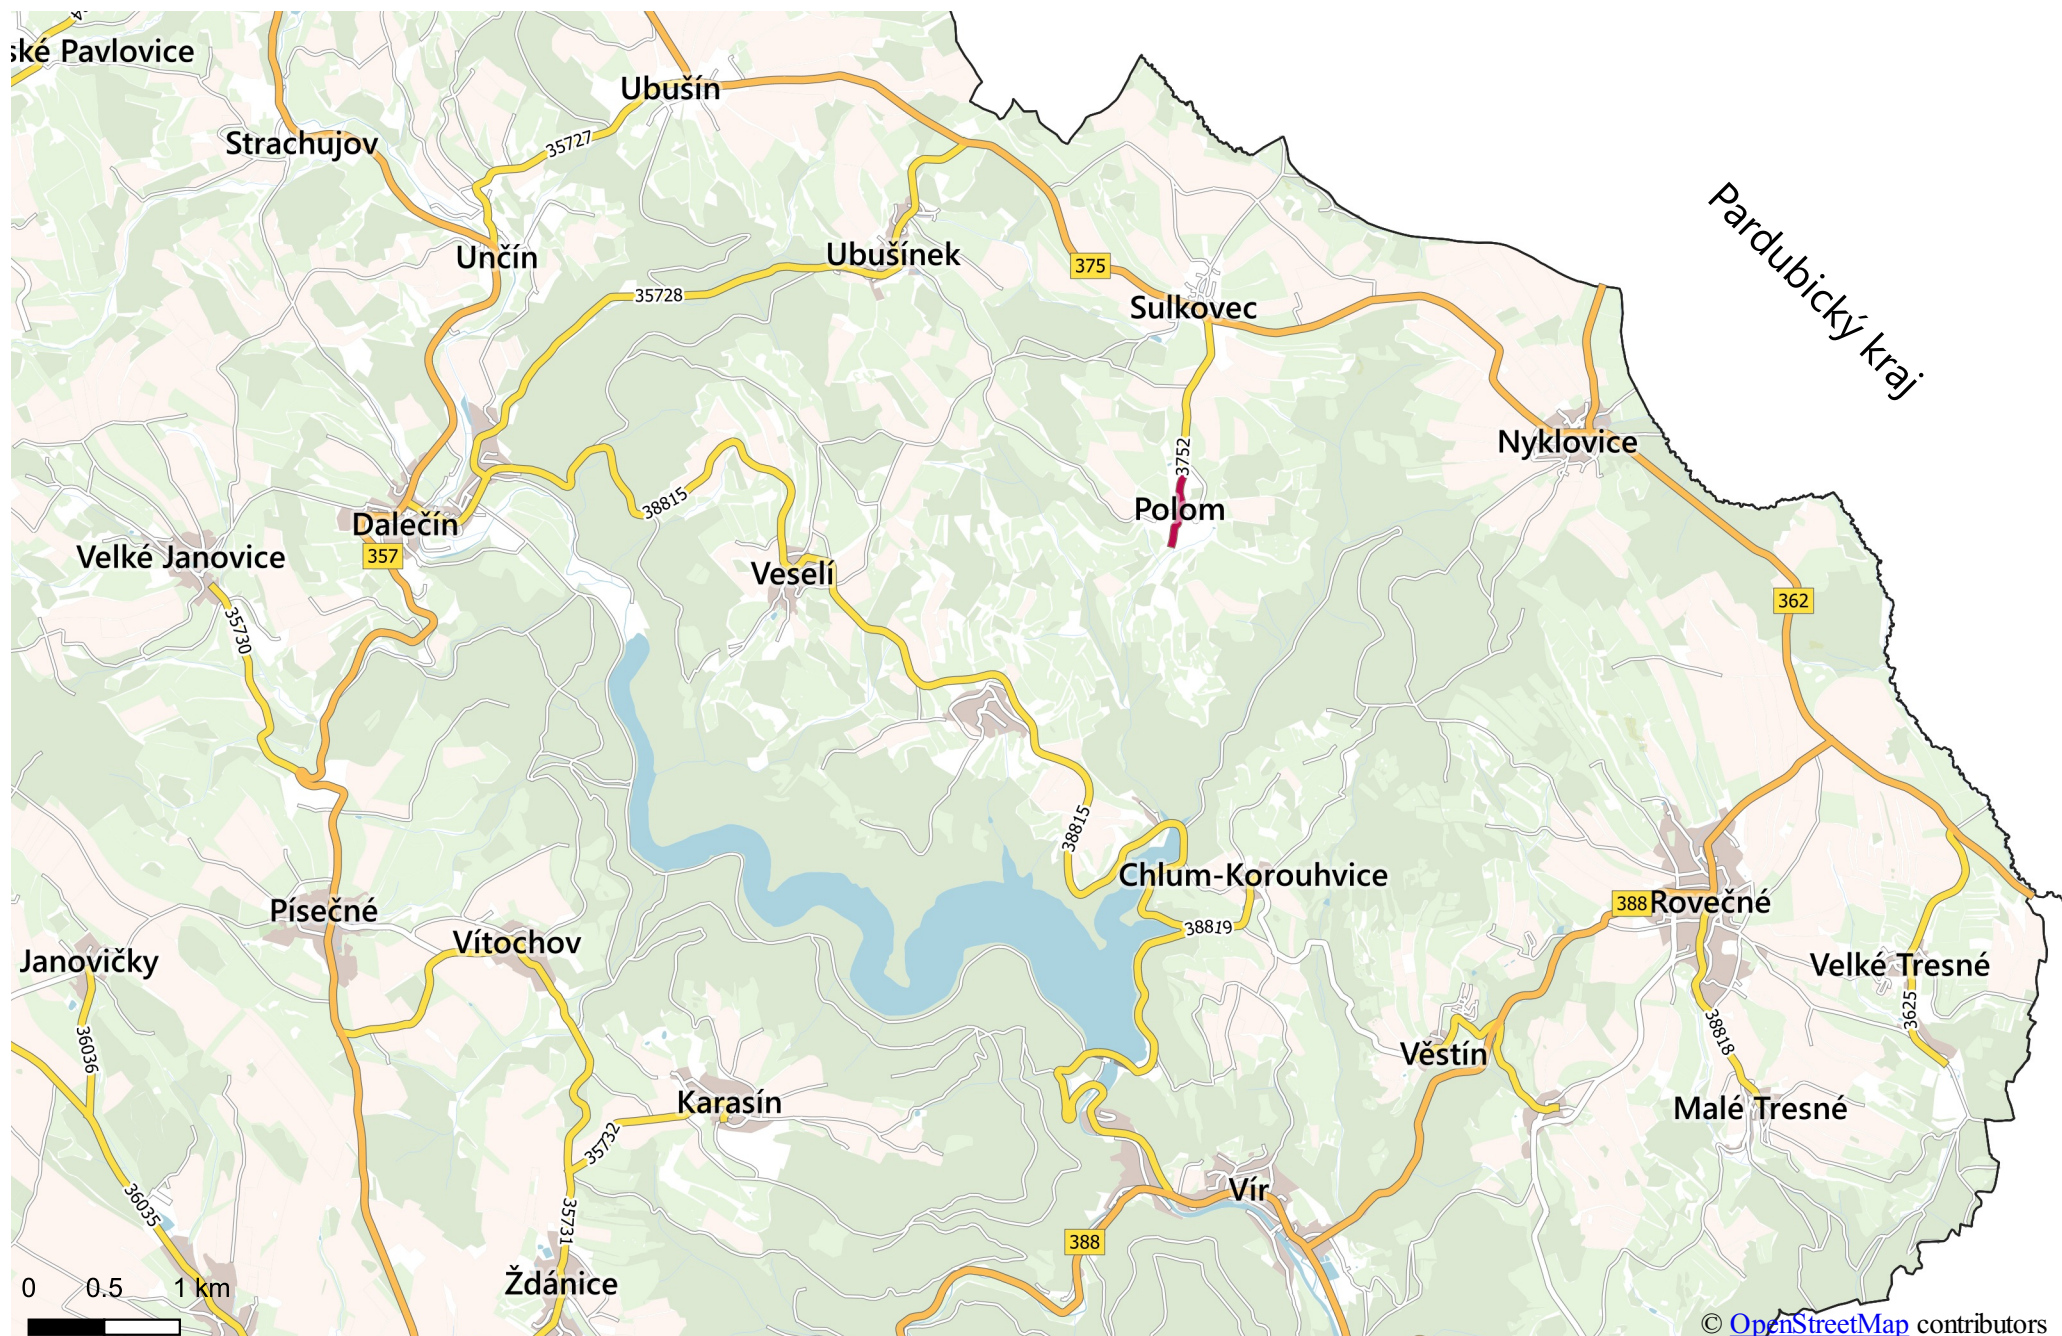 ské Pavlovice
Ubušín
Strachujov
35727
Unčín
Ubušínek
375
35728
Sulkovec
Pardubický kraj
Nyklovice
3752
38815
Polom
Dalečín
357
Velké Janovice
Veselí
35730
362
38815
Chlum-Korouhvice
388
Rovečné
Písečné
38819
Vítochov
Janovičky
Velké Tresné
3625
36036
38818
Věstín
Karasín
Malé Tresné
35732
36035
35731
Vír
388
Ždánice
0 0.5 1 km
© OpenStreetMap contributors